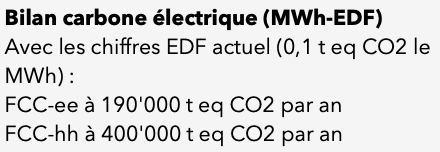 Bilan carbone électrique (MWh-EDF)
Avec les chiffres EDF actuel (0,1 t eq CO2 le
MWh) :
FCC-ee à 190'000 t eq CO2 par an
FCC-hh à 400'000 t eq CO2 par an